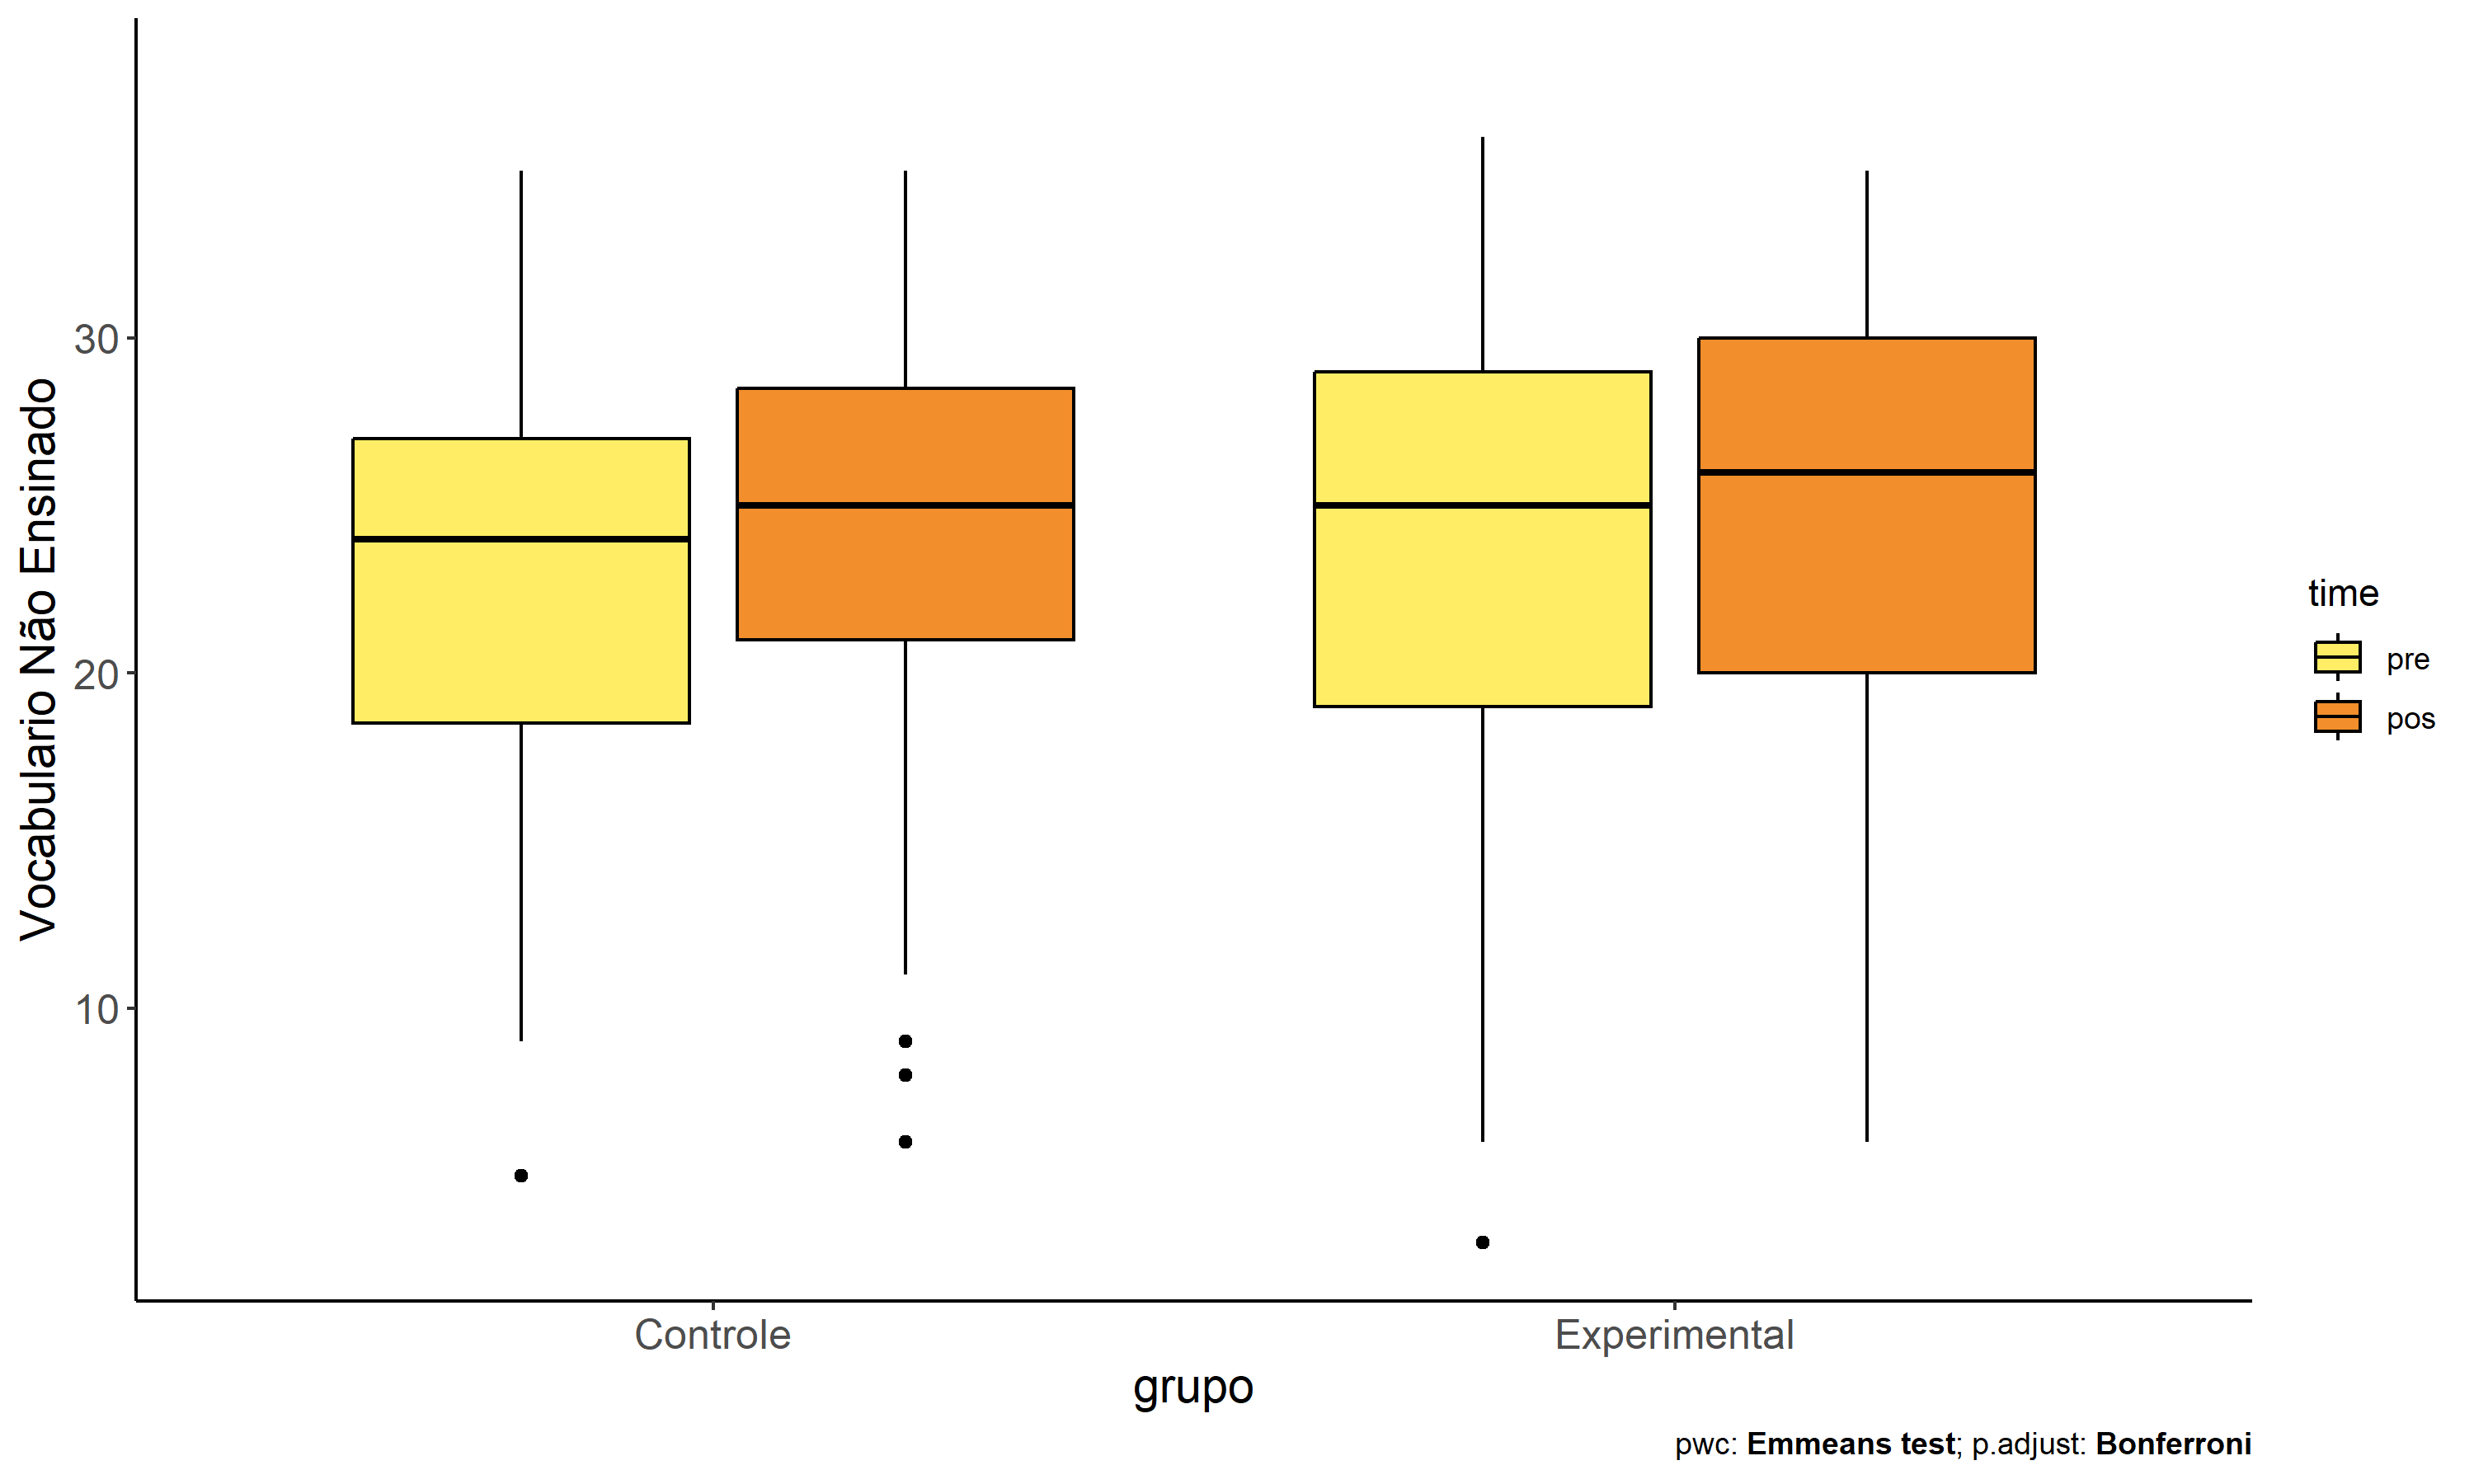 Vocabulario Não Ensinado
30
20
10
Controle
Experimental
grupo
time
pre
pos
pwc: Emmeans test; p.adjust: Bonferroni